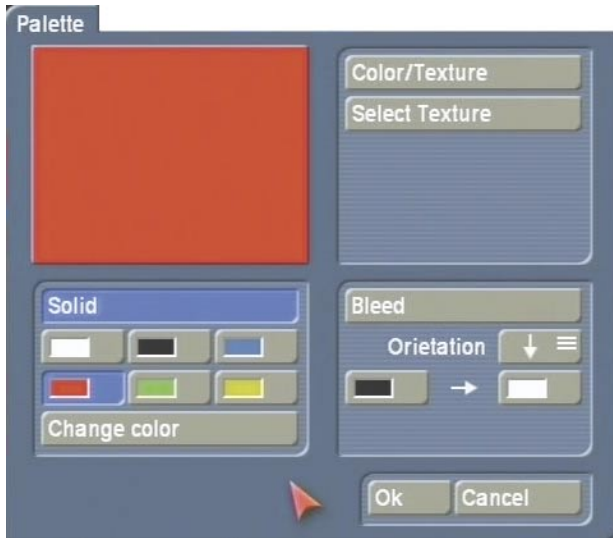 Palette
Color/Texture
Select Texture
Solid
Change color
Bleed
Orietation
Ok
Cancel